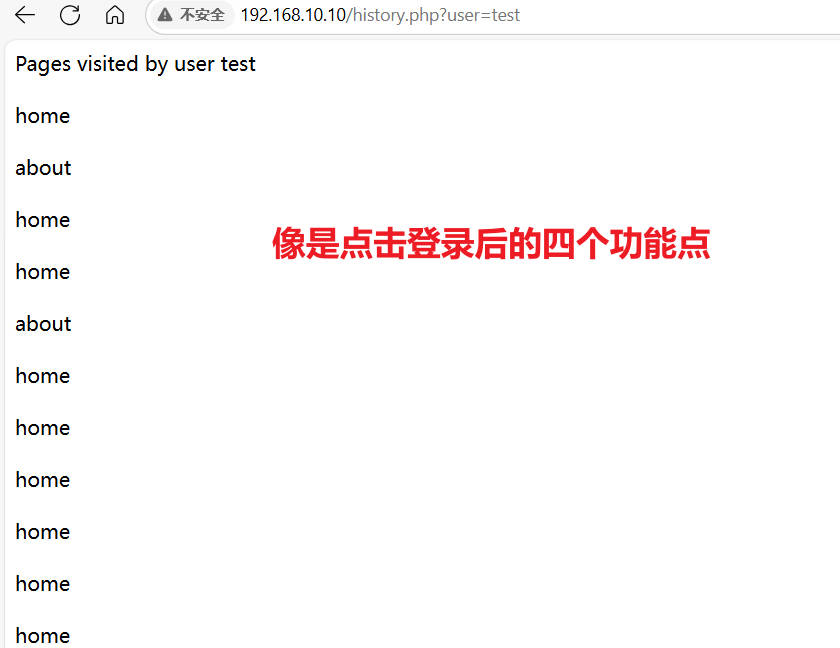 不安全 192.168.10.10/history.php?user=test
Pages visited by user test
home
about
home
像是点击登录后的四个功能点
home
about
home
home
home
home
home
home